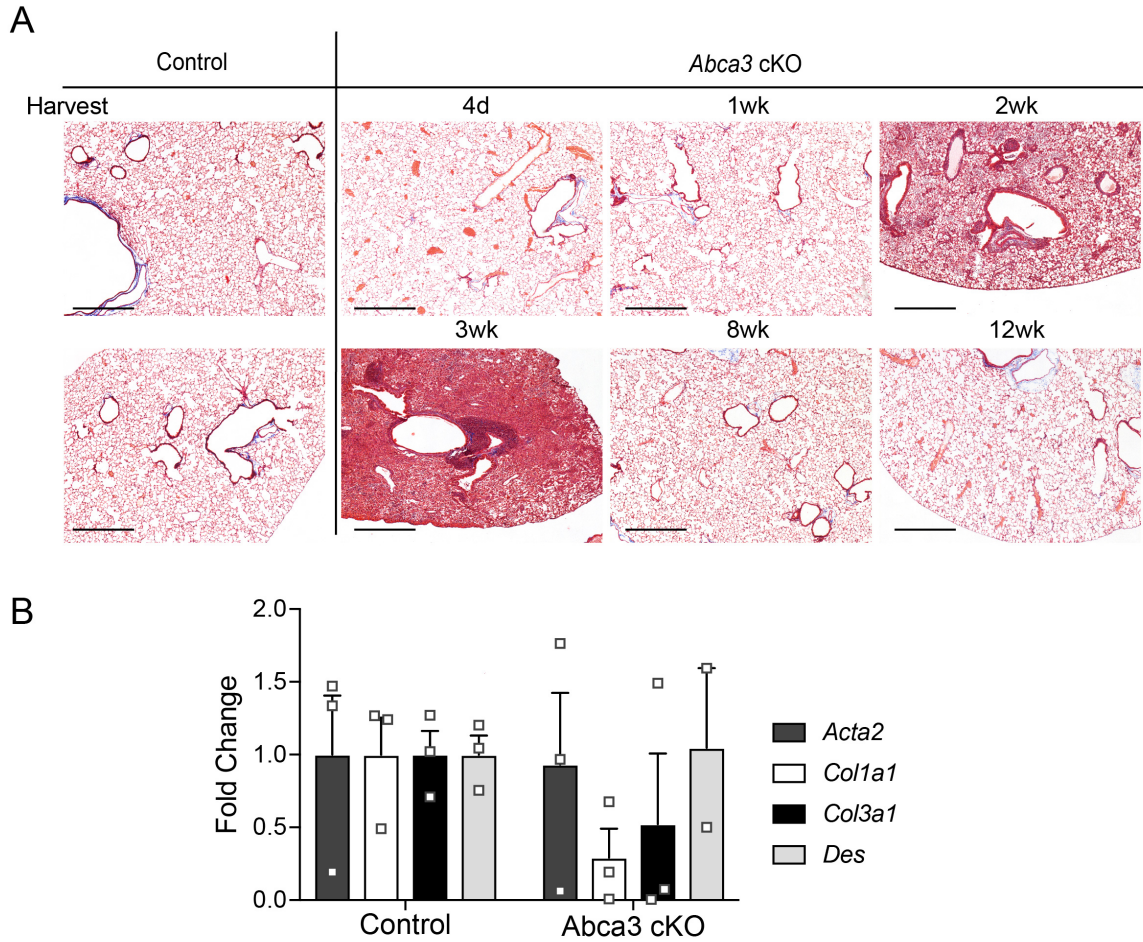 A
Control
Abca3 cKO
Harvest
4d
1wk
2wk
3wk
8wk
12wk
B
2.0
1.5
1.0
0.5
0.0
Fold Change
Control
Abca3 cKO
Acta2
Col1a1
Col3a1
Des